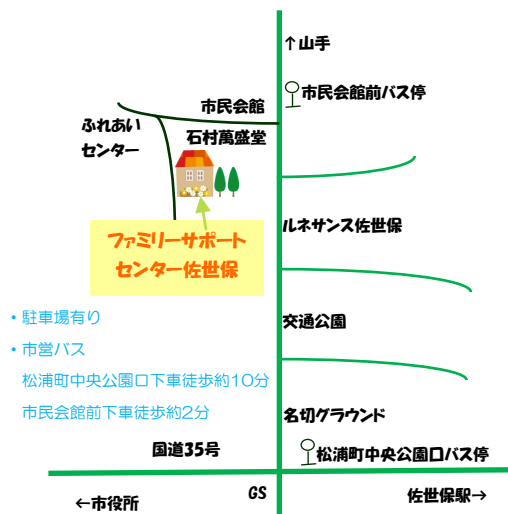 ↑山手
市民会館前バス停
市民会館
ふれあい
センター
石村萬盛堂
ルネサンス佐世保
ファミリーサポート
センター佐世保
・駐車場有り
・市営バス
松浦町中央公園口下車徒歩約10分
市民会館前下車徒歩約2分
交通公園
名切グラウンド
国道35号
松浦町中央公園口バス停
←市役所
GS
佐世保駅→